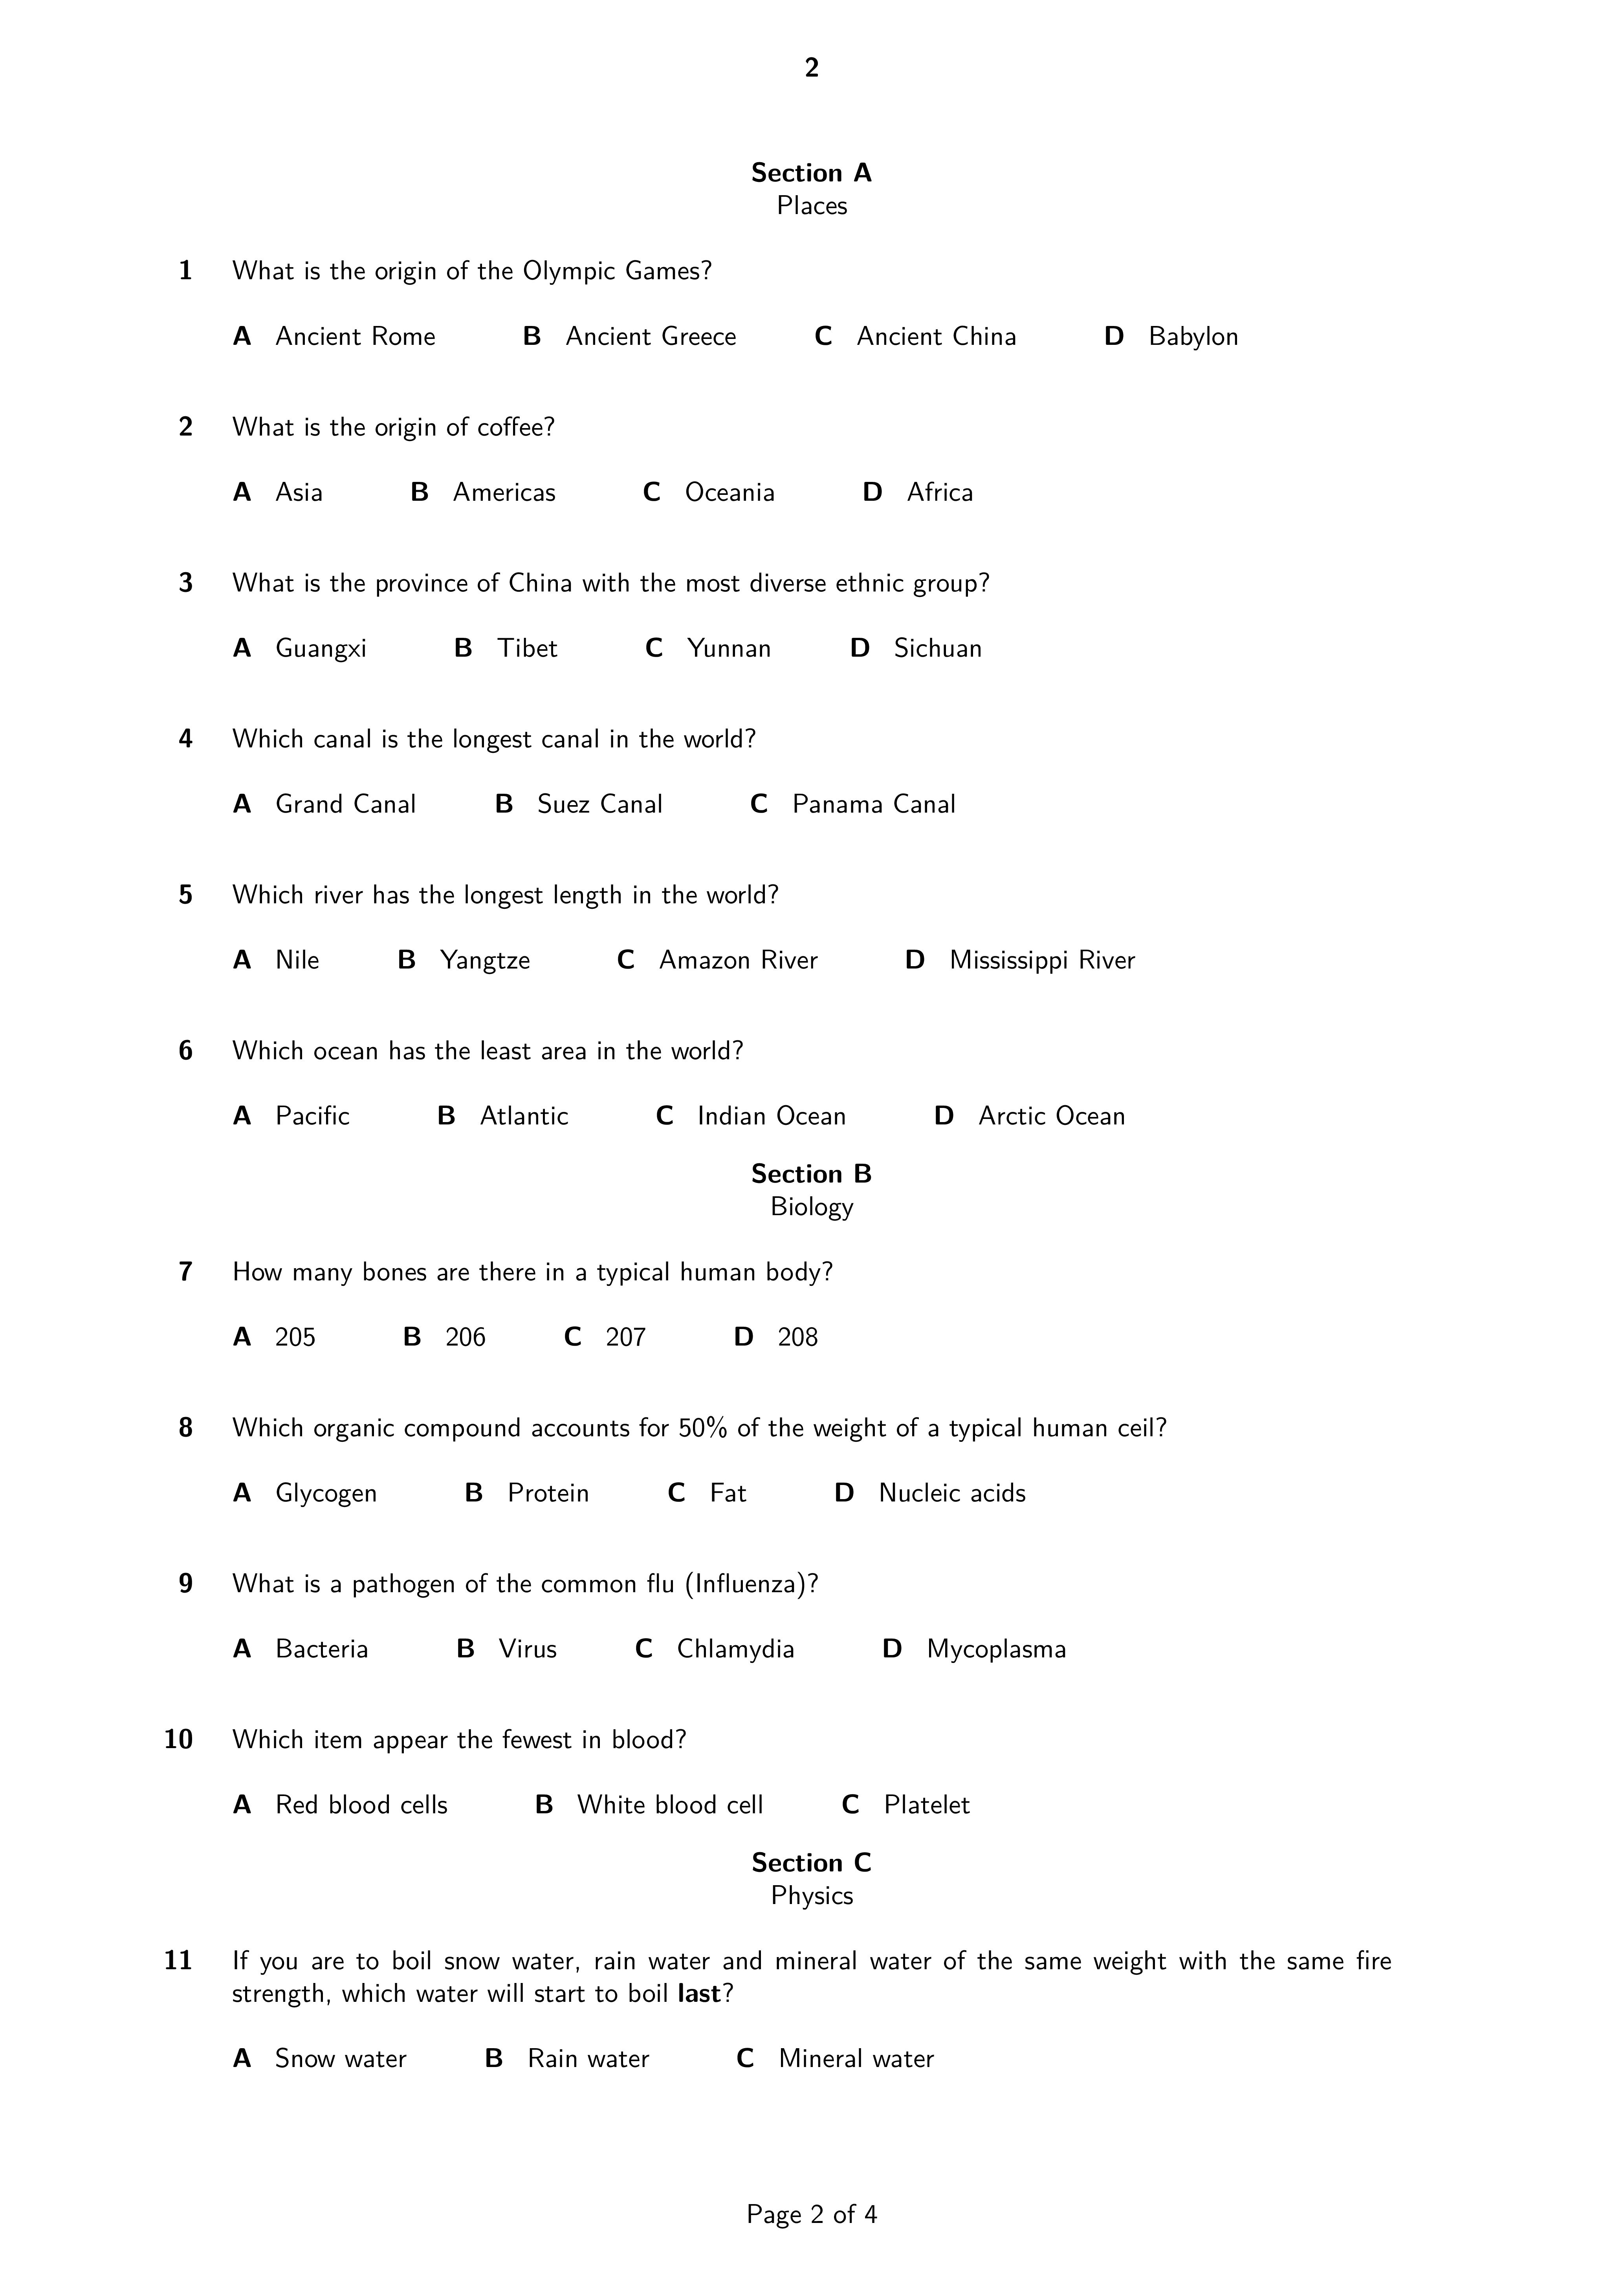 2
Section A
Places
1 What is the origin of the Olympic Games?
A Ancient Rome B Ancient Greece C Ancient China D Babylon
2 What is the origin of coffee?
A Asia B Americas C Oceania D Africa
3 What is the province of China with the most diverse ethnic group?
A Guangxi B Tibet C Yunnan D Sichuan
4 Which canal is the longest canal in the world?
A Grand Canal B Suez Canal C Panama Canal
5 Which river has the longest length in the world?
A Nile B Yangtze C Amazon River D Mississippi River
6 Which ocean has the least area in the world?
A Pacific B Atlantic C Indian Ocean D Arctic Ocean
Section B
Biology
7 How many bones are there in a typical human body?
A 205 B 206 C 207 D 208
8 Which organic compound accounts for 50% of the weight of a typical human ceil?
A Glycogen B Protein C Fat D Nucleic acids
9 What is a pathogen of the common flu (Influenza)?
A Bacteria B Virus C Chlamydia D Mycoplasma
10 Which item appear the fewest in blood?
A Red blood cells B White blood cell C Platelet
Section C
Physics
11 If you are to boil snow water, rain water and mineral water of the same weight with the same fire
strength, which water will start to boil last?
A Snow water B Rain water C Mineral water
Page 2 of 4